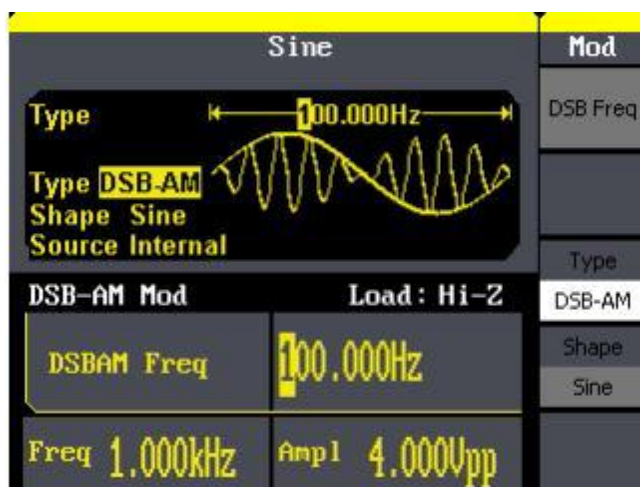 Sine
Mod
Type 100.000Hz
DSB Freq
Type DSB-AM
Shape Sine
Source Internal
Type
DSB-AM
Shape
Sine
DSB-AM Mod Load: Hi-Z
DSBAM Freq 100.000Hz
Freq 1.000kHz Ampl 4.000Vpp